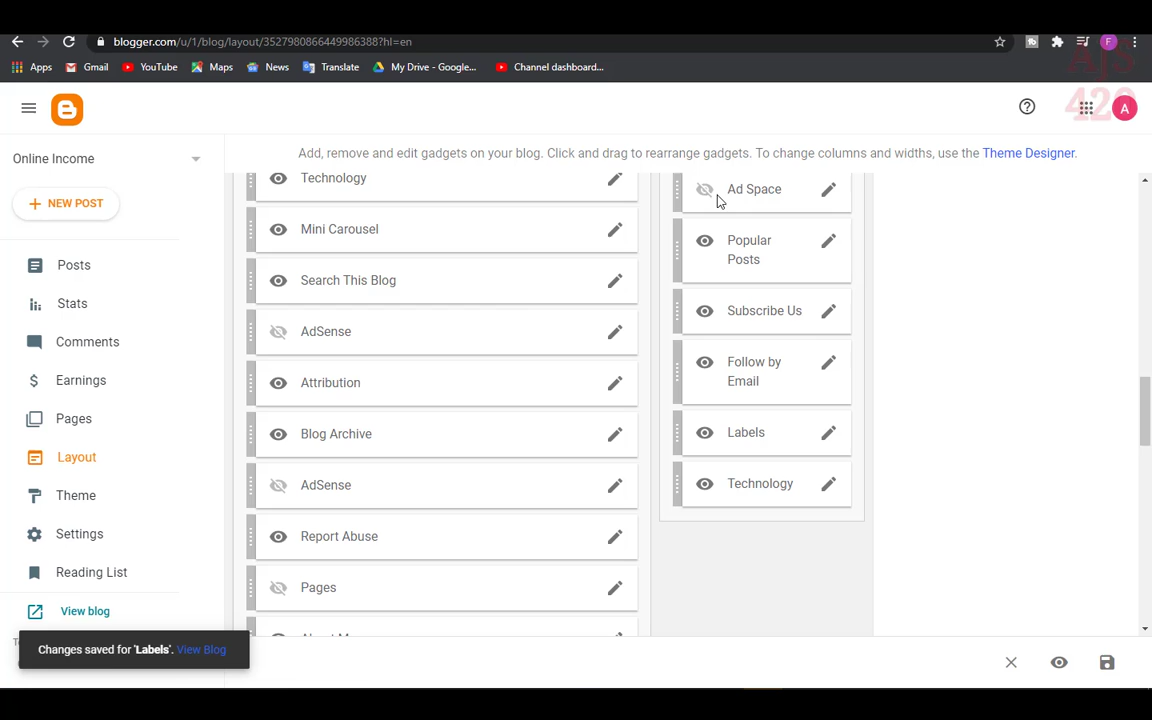 blogger.com/u/1/blog/layout/3527980866449986388?hl=en
F
Apps
Gmail
YouTube
Maps
News
Translate
My Drive - Google...
Channel dashboard...
AJS
420
A
Online Income
Add, remove and edit gadgets on your blog. Click and drag to rearrange gadgets. To change columns and widths, use the Theme Designer.
NEW POST
Posts
Stats
Comments
Earnings
Pages
Layout
Theme
Settings
Reading List
View blog
Technology
Mini Carousel
Search This Blog
AdSense
Attribution
Blog Archive
AdSense
Report Abuse
Pages
Ad Space
Popular
Posts
Subscribe Us
Follow by
Email
Labels
Technology
Changes saved for 'Labels'. View Blog